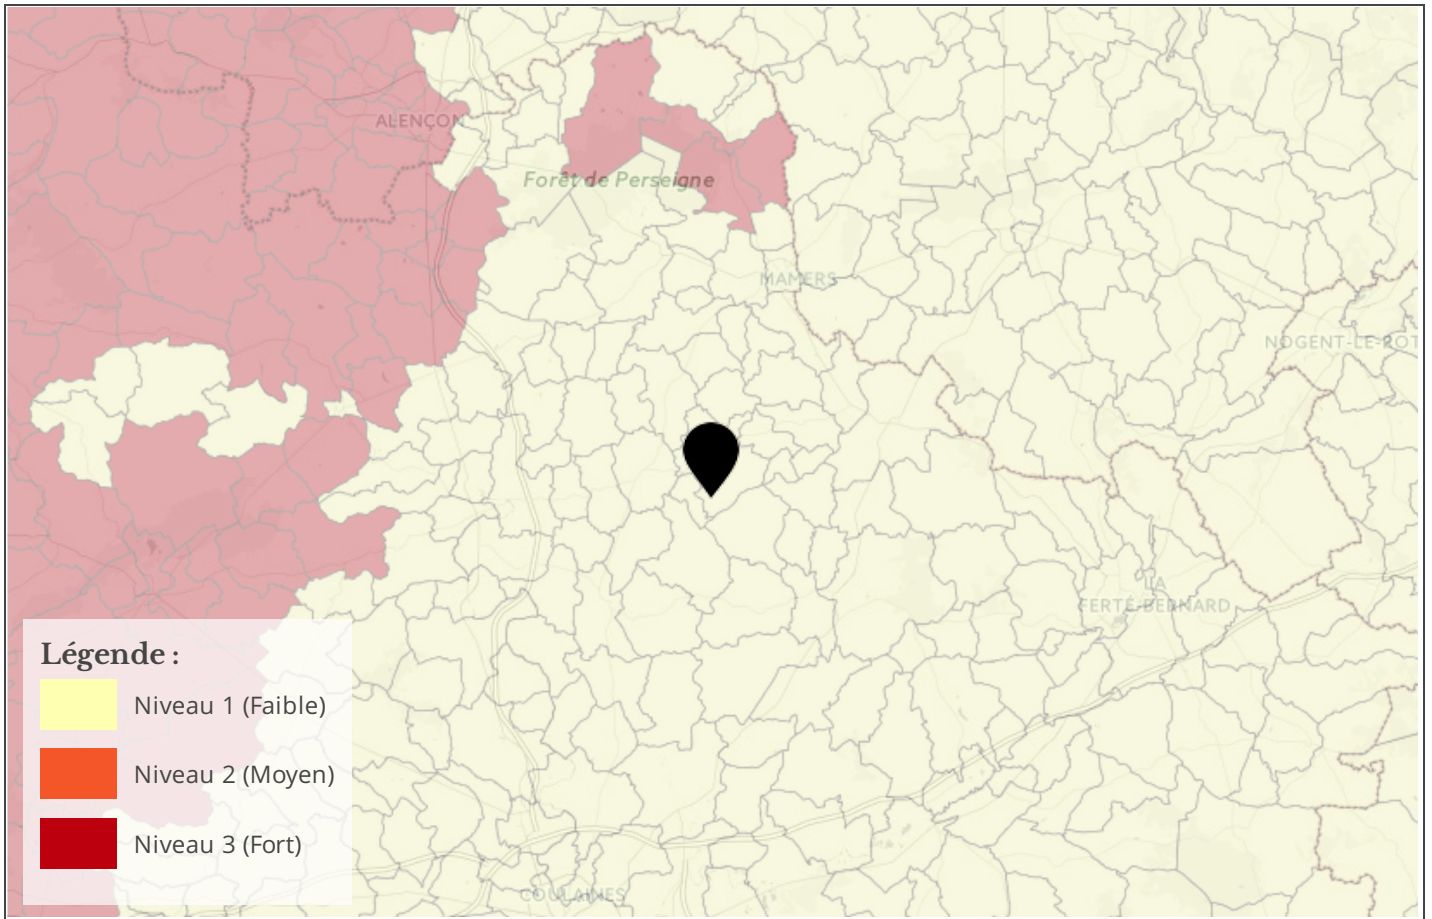 ALENÇON
Forêt de Perseigne
MAMERS
NOGENT-LE-ROT
LA
FERTÉ-BERNARD
Légende :
Niveau 1 (Faible)
Niveau 2 (Moyen)
Niveau 3 (Fort)
COULAINES